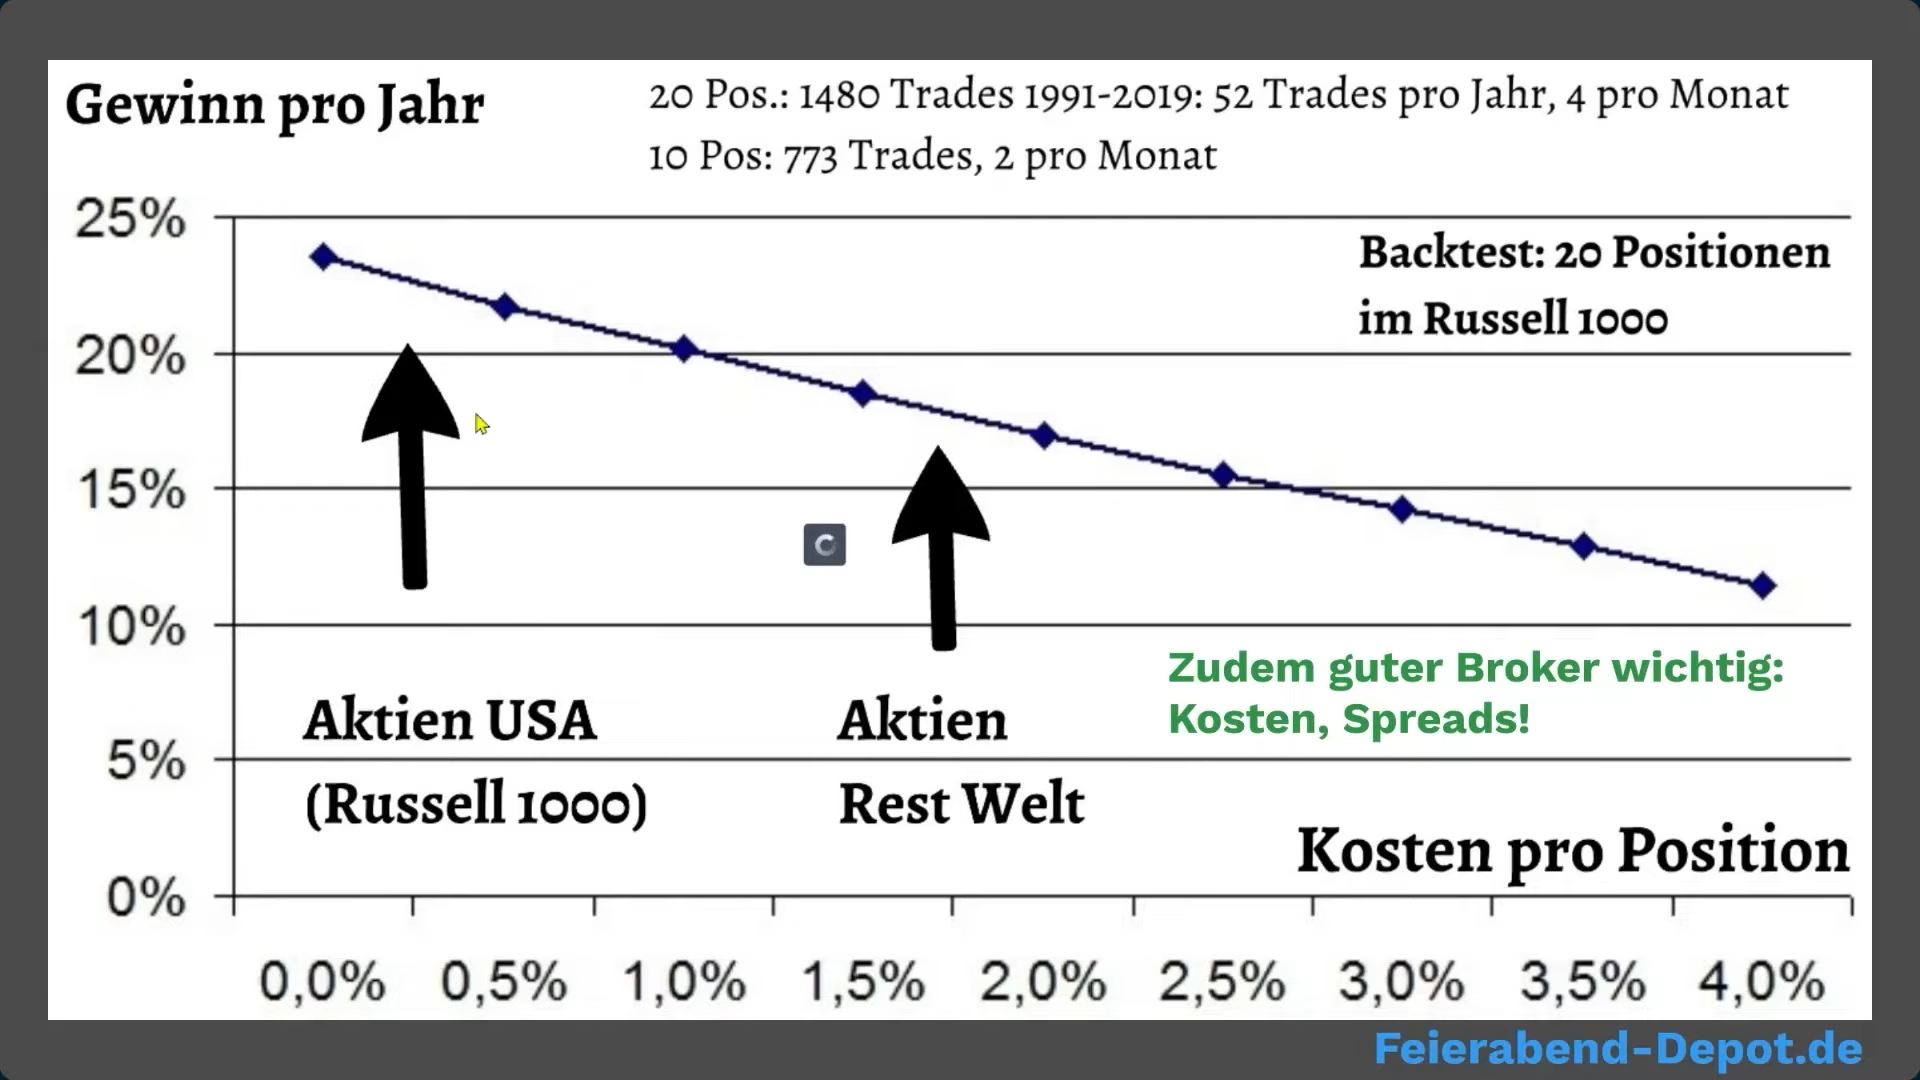 Gewinn pro Jahr
20 Pos.: 1480 Trades 1991-2019: 52 Trades pro Jahr, 4 pro Monat
10 Pos: 773 Trades, 2 pro Monat
25%
Backtest: 20 Positionen
im Russell 1000
20%
15%
10%
Zudem guter Broker wichtig:
Kosten, Spreads!
Aktien USA
(Russell 1000)
Aktien
Rest Welt
5%
Kosten pro Position
0%
0,0% 0,5% 1,0% 1,5% 2,0% 2,5% 3,0% 3,5% 4,0%
Feierabend-Depot.de